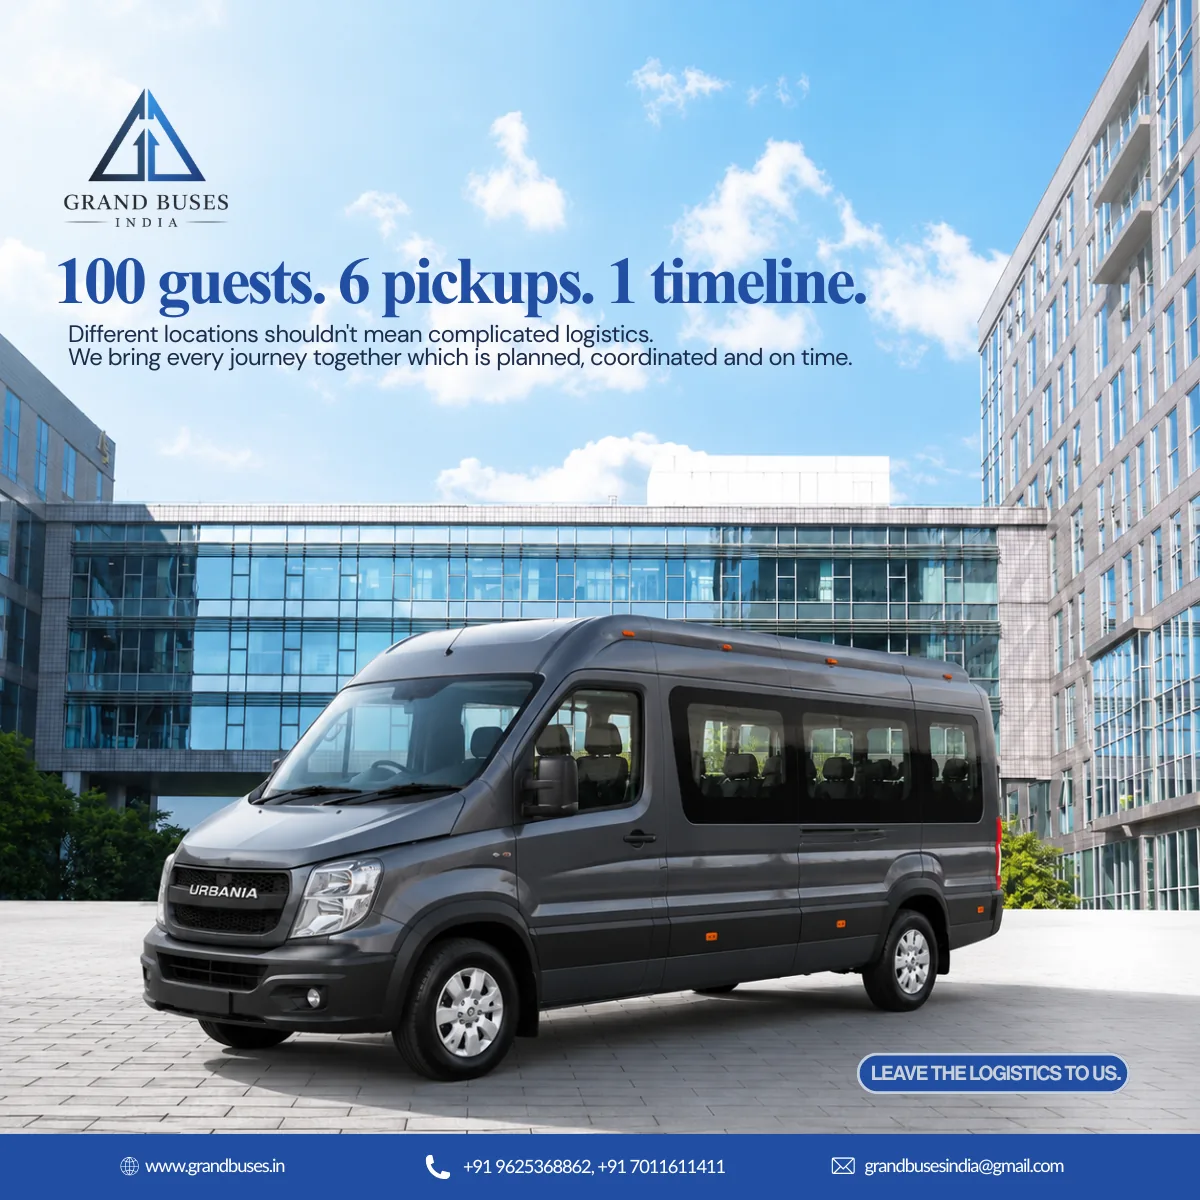 GRAND BUSES
INDIA
100 guests. 6 pickups. 1 timeline.
Different locations shouldn't mean complicated logistics.
We bring every journey together which is planned, coordinated and on time.
URBANIA
LEAVE THE LOGISTICS TO US.
www.grandbuses.in
+91 9625368862, +91 7011611411
grandbusesindia@gmail.com